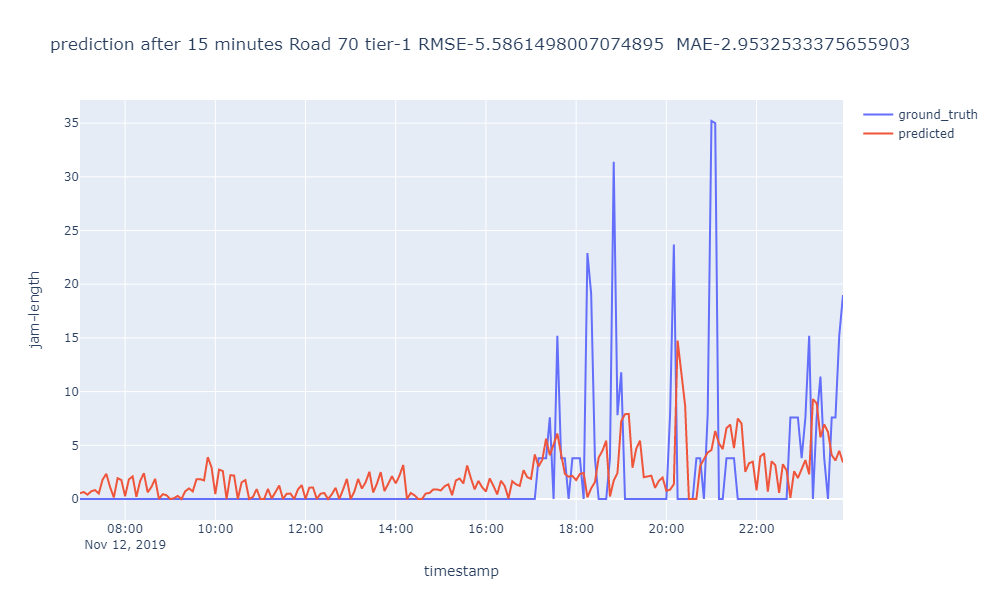 prediction after 15 minutes Road 70 tier-1 RMSE-5.5861498007074895  MAE-2.9532533375655903
ground_truth
predicted
35
30
25
20
15
10
5
0
jam-length
08:00 10:00 12:00 14:00 16:00 18:00 20:00 22:00
Nov 12, 2019
timestamp